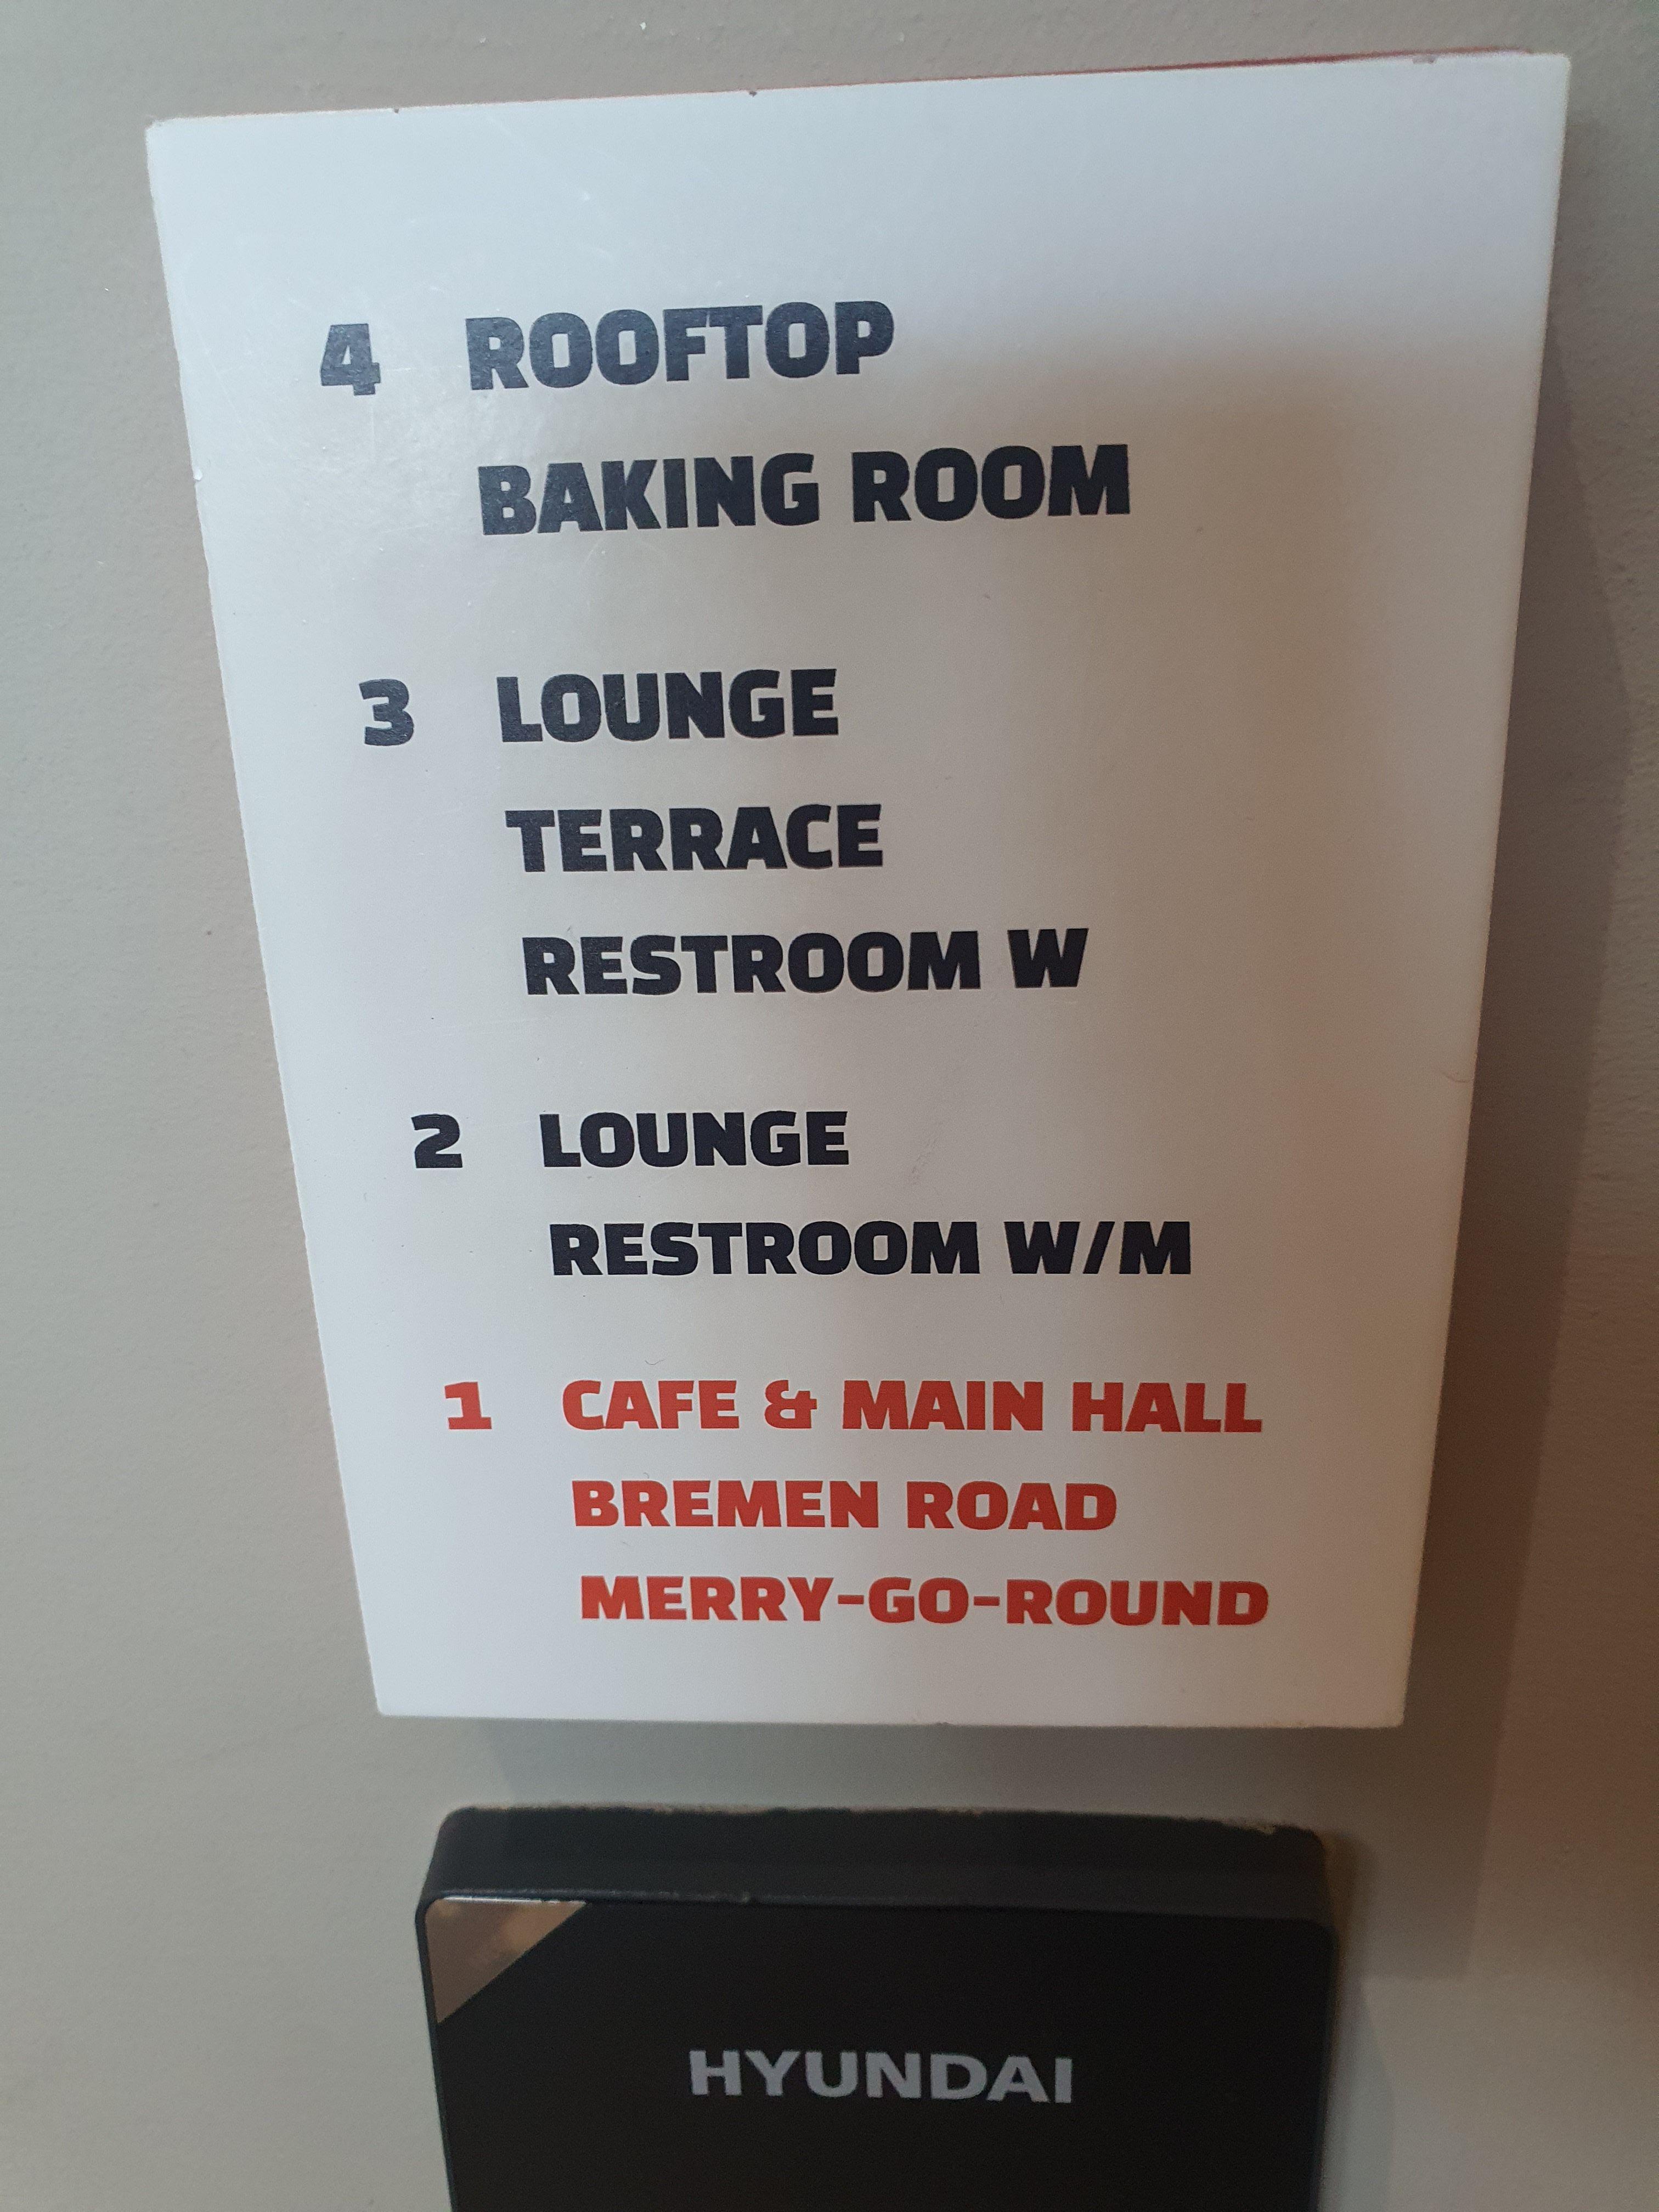 4 ROOFTOP
BAKING ROOM
3 LOUNGE
TERRACE
RESTROOM W
2 LOUNGE
RESTROOM W/M
1 CAFE & MAIN HALL
BREMEN ROAD
MERRY-GO-ROUND
HYUNDAI